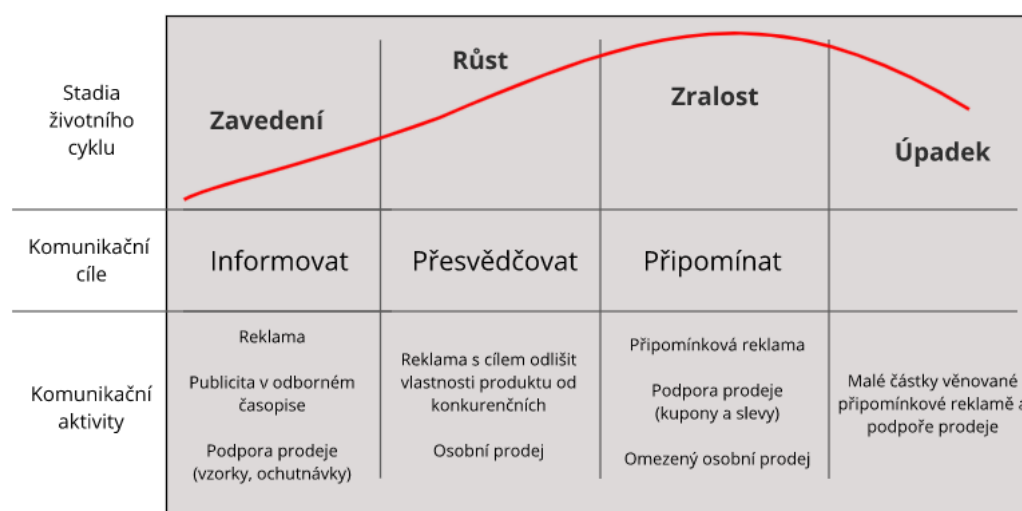 Stadia
životního
cyklu
Zavedení
Růst
Zralost
Úpadek
Komunikační
cíle
Informovat
Přesvědčovat
Připomínat
Komunikační
aktivity
Reklama
Publicita v odborném
časopise
Podpora prodeje
(vzorky, ochutnávky)
Reklama s cílem odlišit
vlastnosti produktu od
konkurenčních
Osobní prodej
Připomínková reklama
Podpora prodeje
(kupony a slevy)
Omezený osobní prodej
Malé částky věnované
připomínkové reklamě a
podpoře prodeje